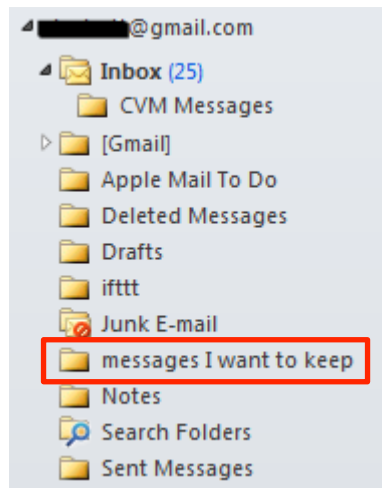 @gmail.com
Inbox (25)
CVM Messages
[Gmail]
Apple Mail To Do
Deleted Messages
Drafts
ifttt
Junk E-mail
messages I want to keep
Notes
Search Folders
Sent Messages